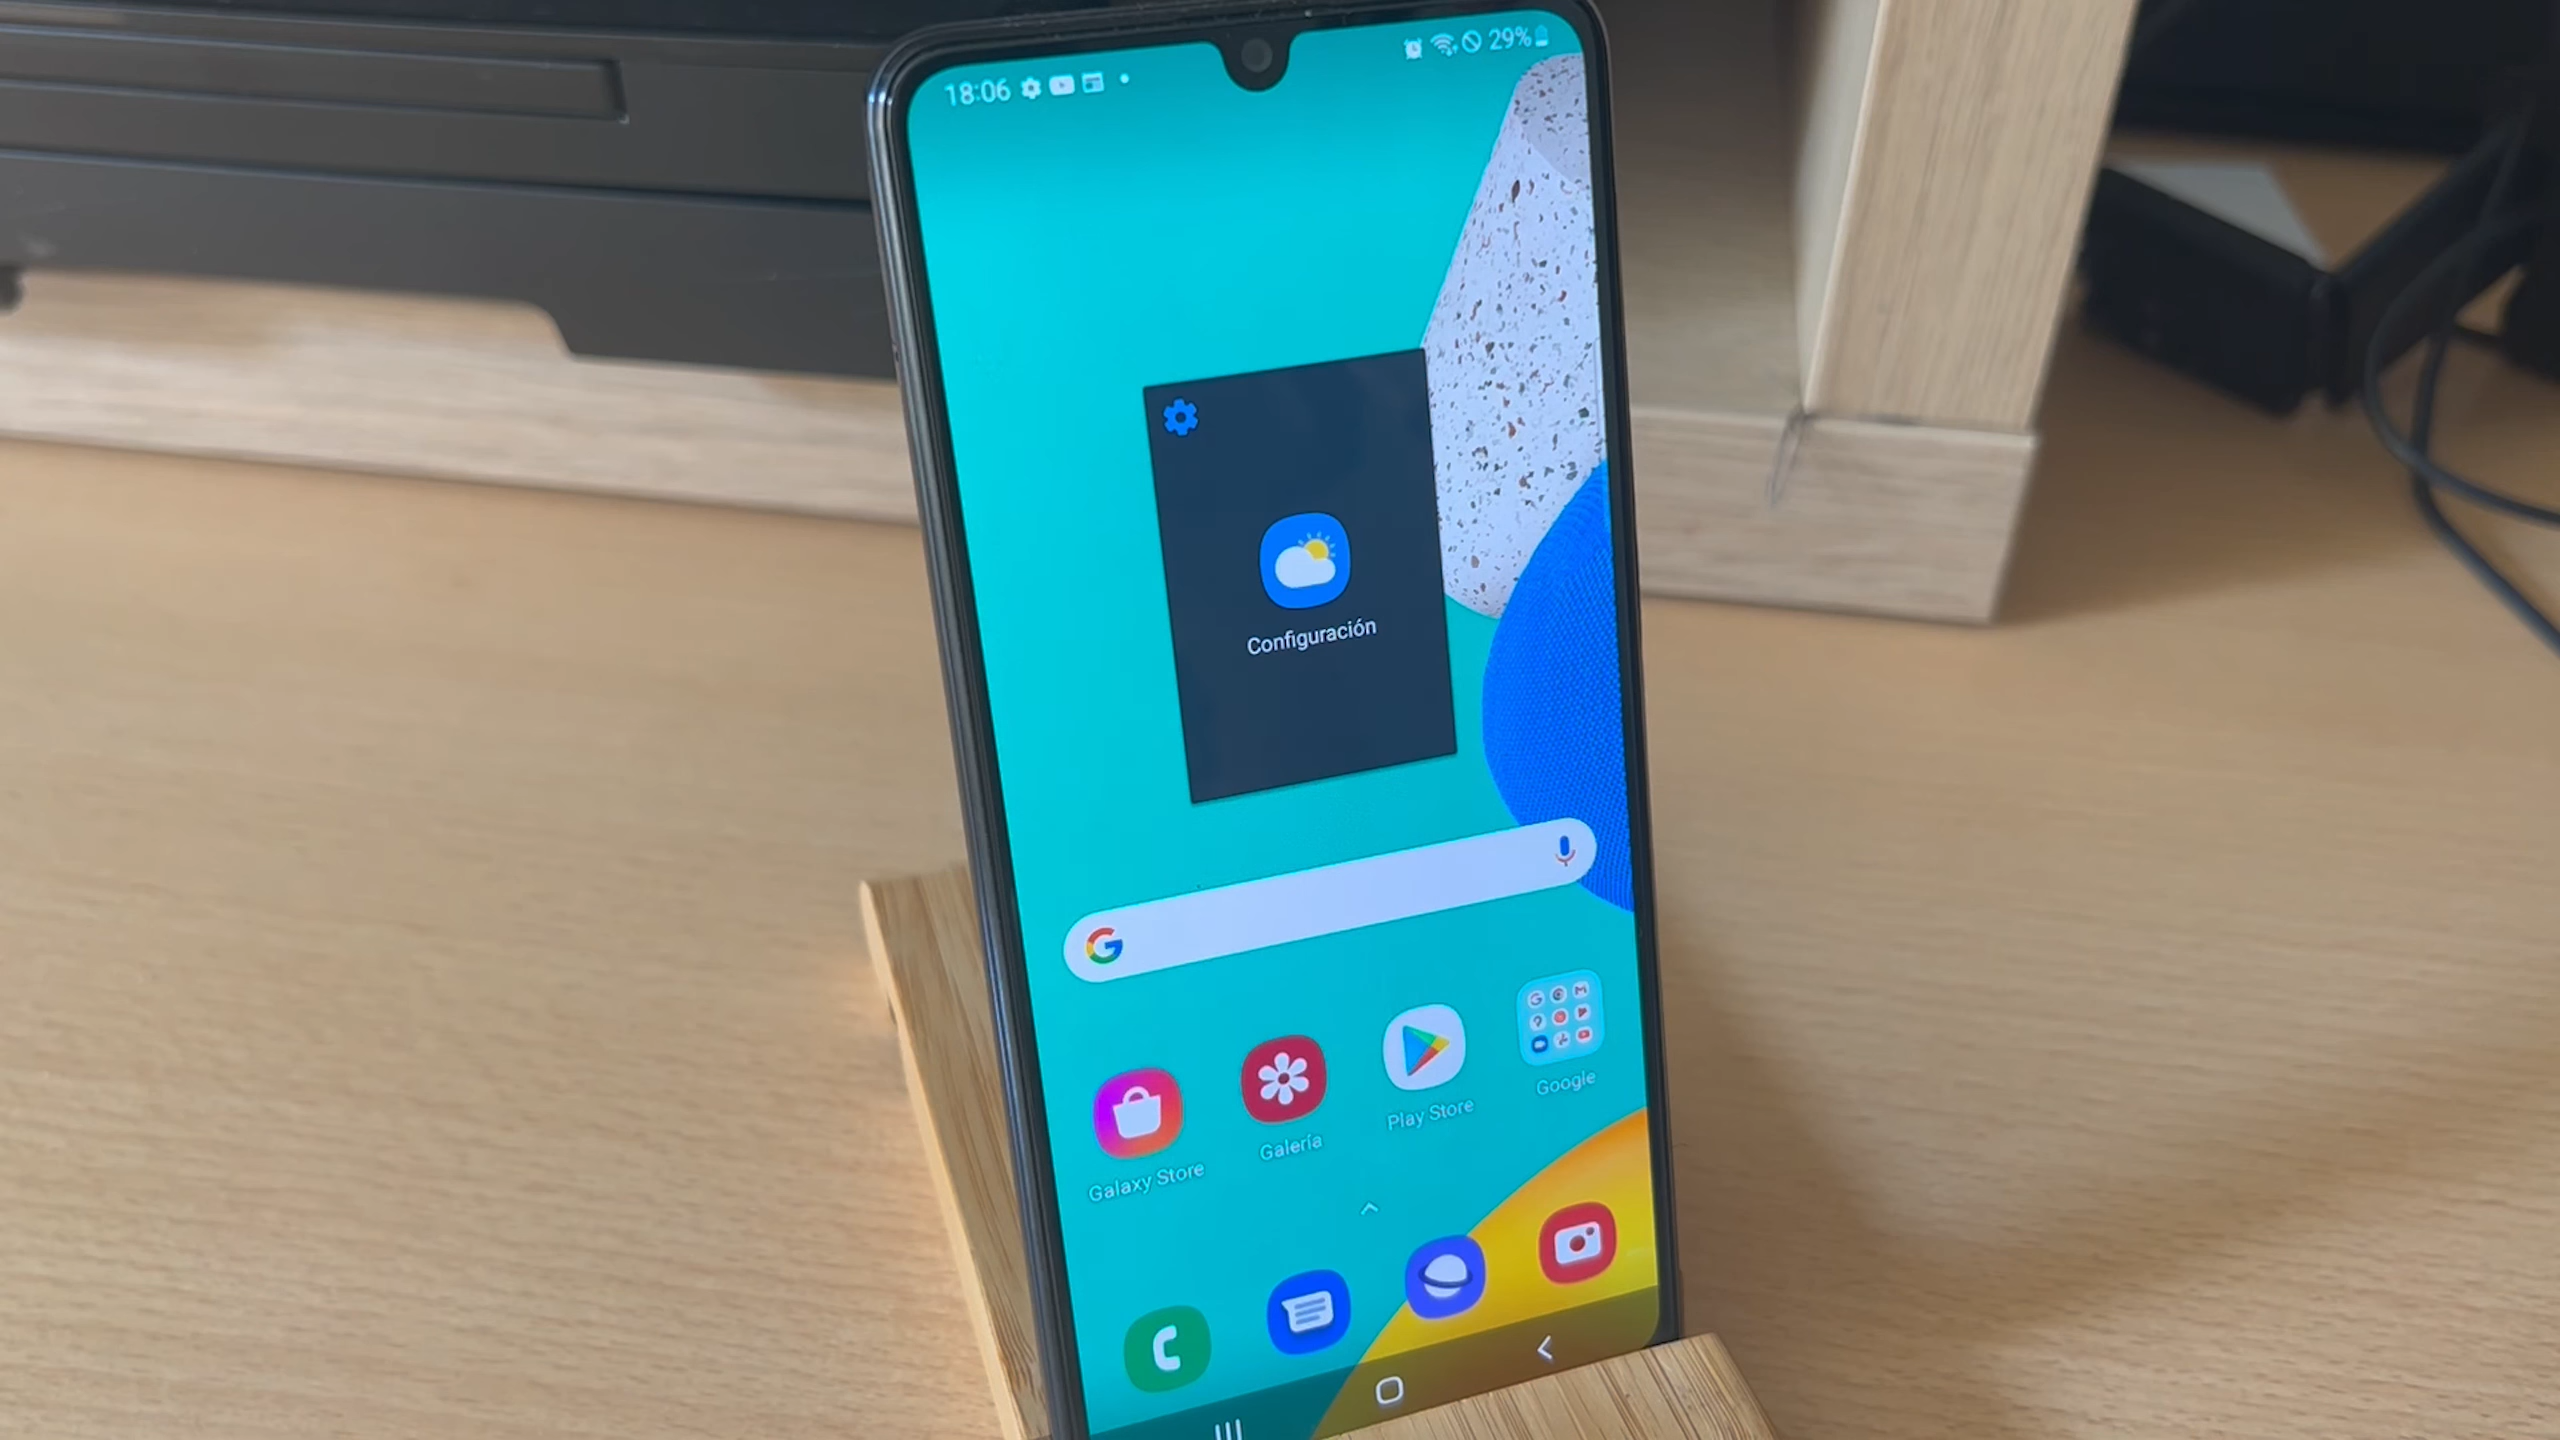 18:06
29%
Configuración
G
Galaxy Store
Galería
Play Store
Google